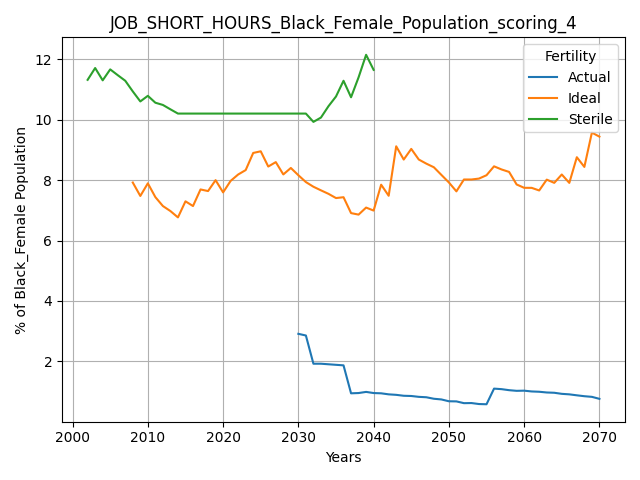 JOB_SHORT_HOURS_Black_Female_Population_scoring_4
Fertility
Actual
Ideal
Sterile
% of Black_Female Population
12
10
8
6
4
2
2000 2010 2020 2030 2040 2050 2060 2070
Years